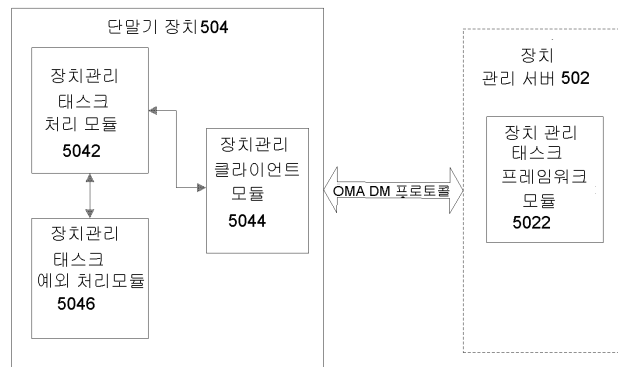 단말기 장치504
장치관리
태스크
처리 모듈
5042
장치관리
클라이언트
모듈
5044
장치관리
태스크
예외 처리모듈
5046
OMA DM 프로토콜
장치
관리 서버 502
장치 관리
태스크
프레임워크
모듈
5022